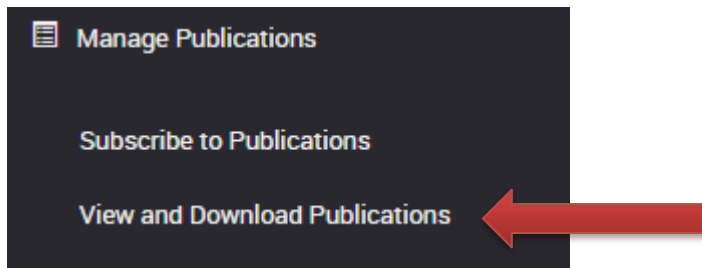 Manage Publications
Subscribe to Publications
View and Download Publications